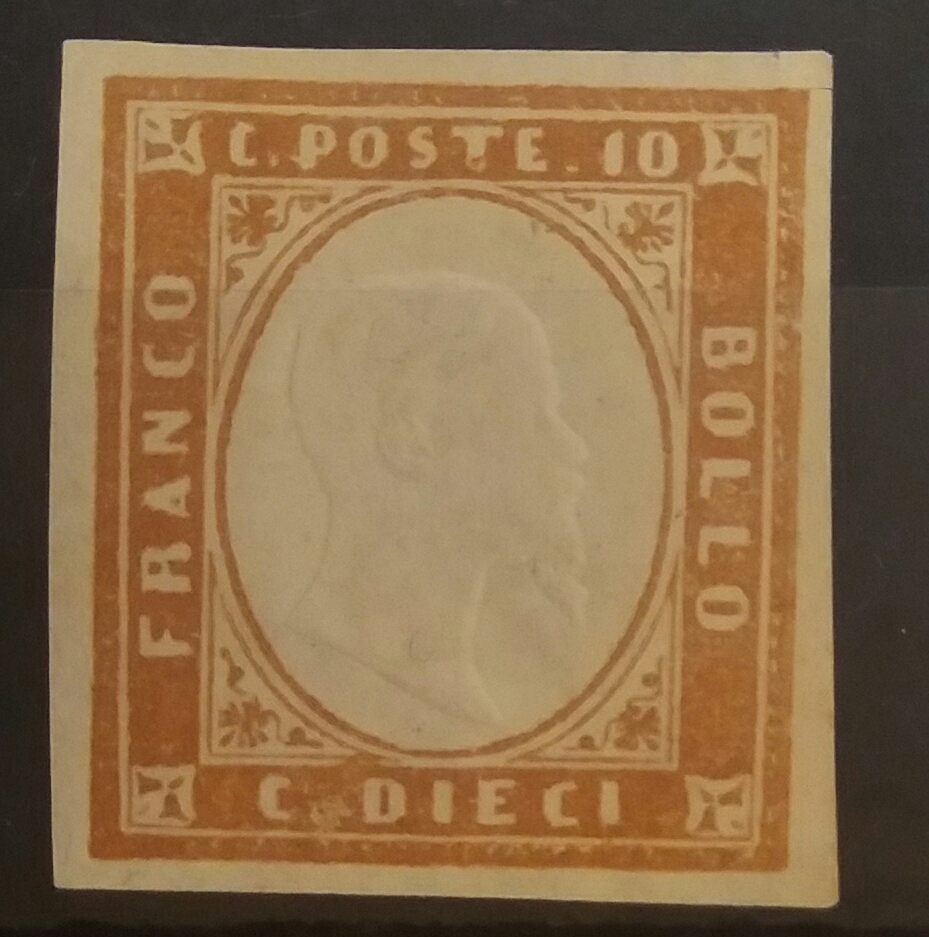 C. POSTE. 10
FRANCO
BOLLO
C. DIECI